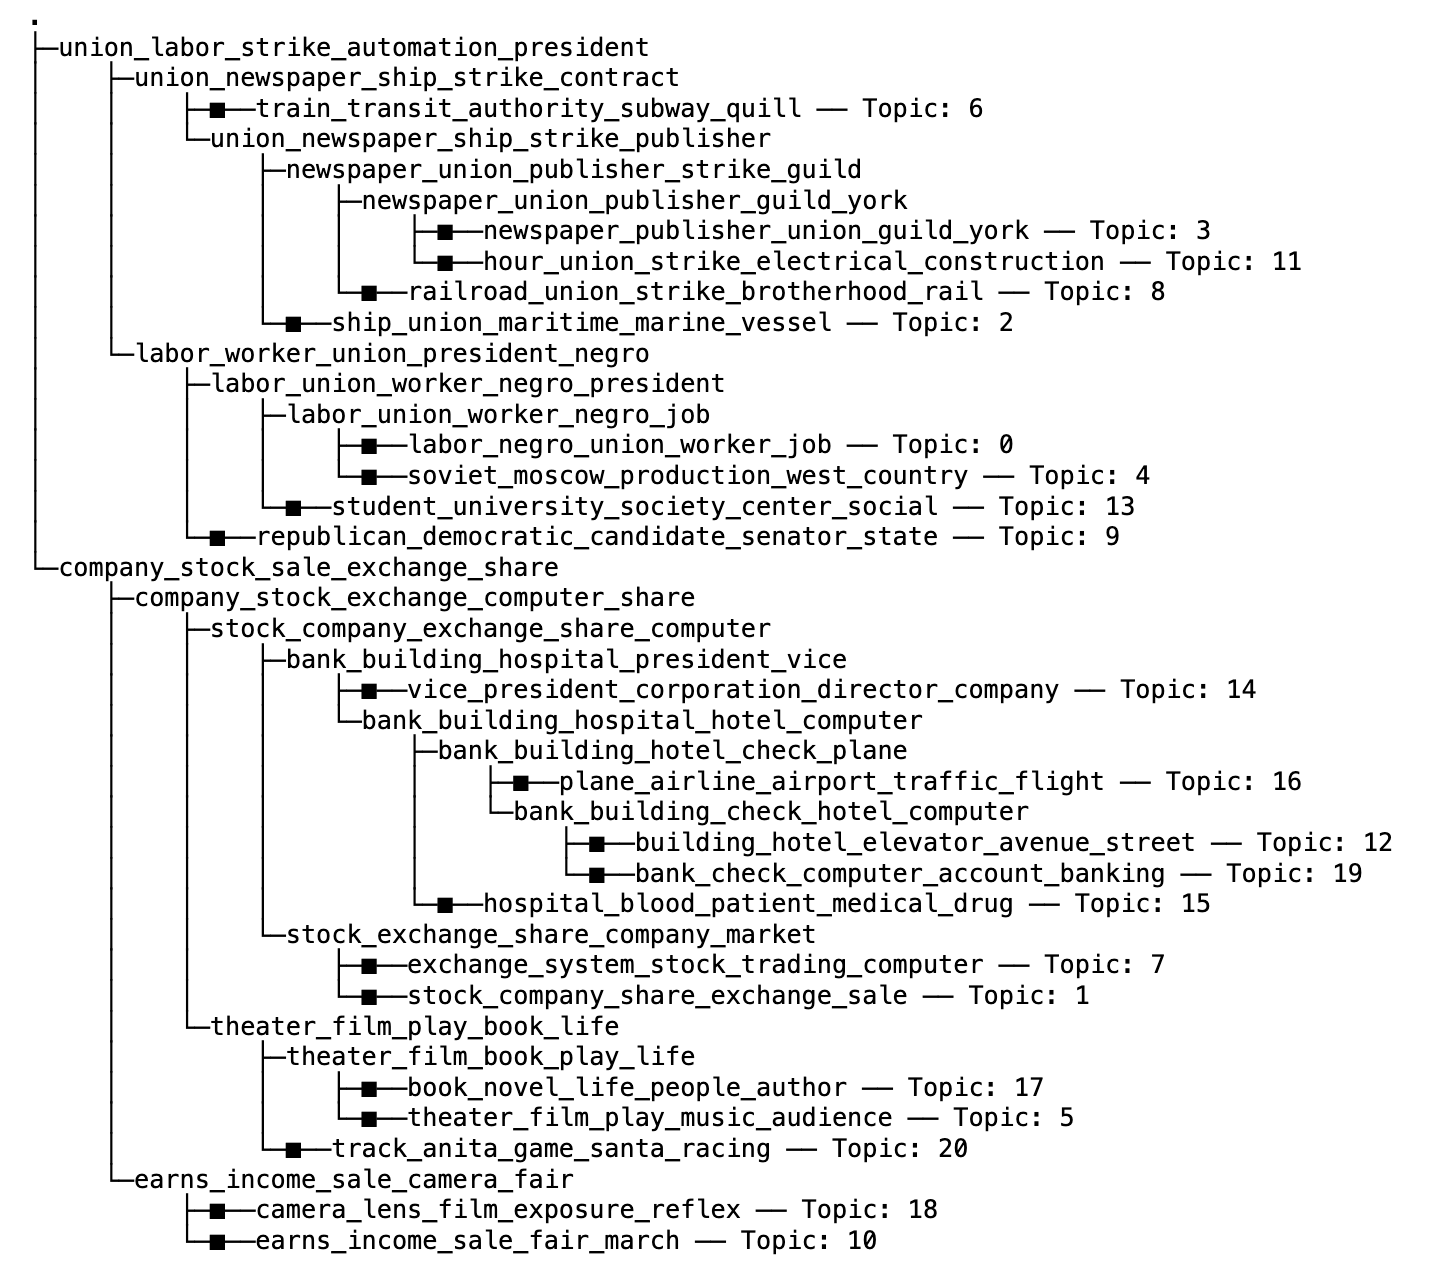 .
├─union_labor_strike_automation_president
│    ├─union_newspaper_ship_strike_contract
│    │    ├─■──train_transit_authority_subway_quill ── Topic: 6
│    │    └─union_newspaper_ship_strike_publisher
│    │         ├─newspaper_union_publisher_strike_guild
│    │         │    ├─newspaper_union_publisher_guild_york
│    │         │    │    ├─■──newspaper_publisher_union_guild_york ── Topic: 3
│    │         │    │    └─■──hour_union_strike_electrical_construction ── Topic: 11
│    │         │    └─■──railroad_union_strike_brotherhood_rail ── Topic: 8
│    │         └─■──ship_union_maritime_marine_vessel ── Topic: 2
│    └─labor_worker_union_president_negro
│         ├─labor_union_worker_negro_president
│         │    ├─labor_union_worker_negro_job
│         │    │    ├─■──labor_negro_union_worker_job ── Topic: 0
│         │    │    └─■──soviet_moscow_production_west_country ── Topic: 4
│         │    └─■──student_university_society_center_social ── Topic: 13
│         └─■──republican_democratic_candidate_senator_state ── Topic: 9
└─company_stock_sale_exchange_share
     ├─company_stock_exchange_computer_share
     │    ├─stock_company_exchange_share_computer
     │    │    ├─bank_building_hospital_president_vice
     │    │    │    ├─■──vice_president_corporation_director_company ── Topic: 14
     │    │    │    └─bank_building_hospital_hotel_computer
     │    │    │         ├─bank_building_hotel_check_plane
     │    │    │         │    ├─■──plane_airline_airport_traffic_flight ── Topic: 16
     │    │    │         │    └─bank_building_check_hotel_computer
     │    │    │         │         ├─■──building_hotel_elevator_avenue_street ── Topic: 12
     │    │    │         │         └─■──bank_check_computer_account_banking ── Topic: 19
     │    │    │         └─■──hospital_blood_patient_medical_drug ── Topic: 15
     │    │    └─stock_exchange_share_company_market
     │    │         ├─■──exchange_system_stock_trading_computer ── Topic: 7
     │    │         └─■──stock_company_share_exchange_sale ── Topic: 1
     │    └─theater_film_play_book_life
     │         ├─theater_film_book_play_life
     │         │    ├─■──book_novel_life_people_author ── Topic: 17
     │         │    └─■──theater_film_play_music_audience ── Topic: 5
     │         └─■──track_anita_game_santa_racing ── Topic: 20
     └─earns_income_sale_camera_fair
          ├─■──camera_lens_film_exposure_reflex ── Topic: 18
          └─■──earns_income_sale_fair_march ── Topic: 10